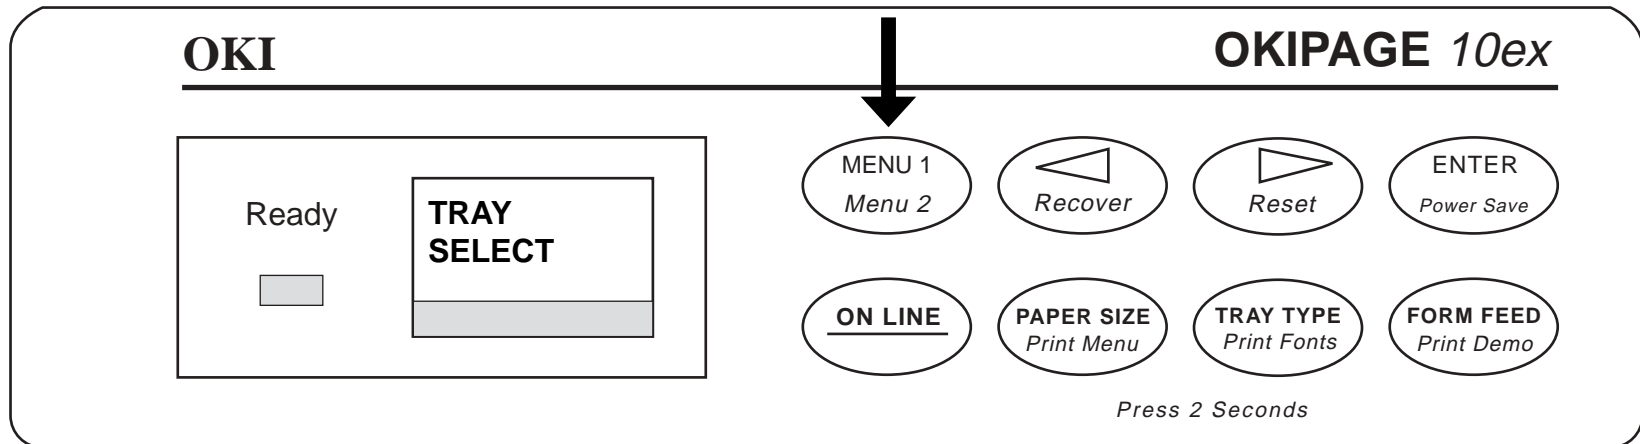 OKI
OKIPAGE 10ex
Ready
TRAY
SELECT
MENU 1
Menu 2
Recover
Reset
ENTER
Power Save
ON LINE
PAPER SIZE
Print Menu
TRAY TYPE
Print Fonts
FORM FEED
Print Demo
Press 2 Seconds